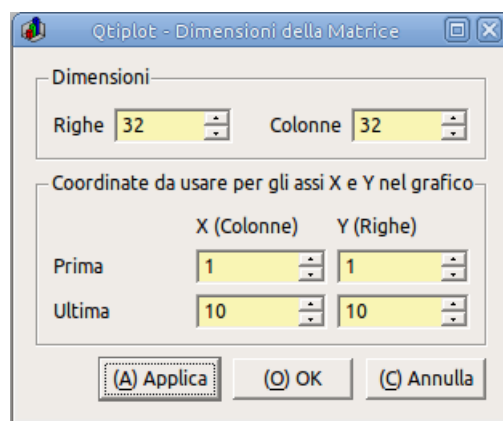 Qtiplot - Dimensioni della Matrice
Dimensioni
Righe 32 Colonne 32
Coordinate da usare per gli assi X e Y nel grafico
X (Colonne) Y (Righe)
Prima 1 1
Ultima 10 10
(A) Applica (O) OK (C) Annulla